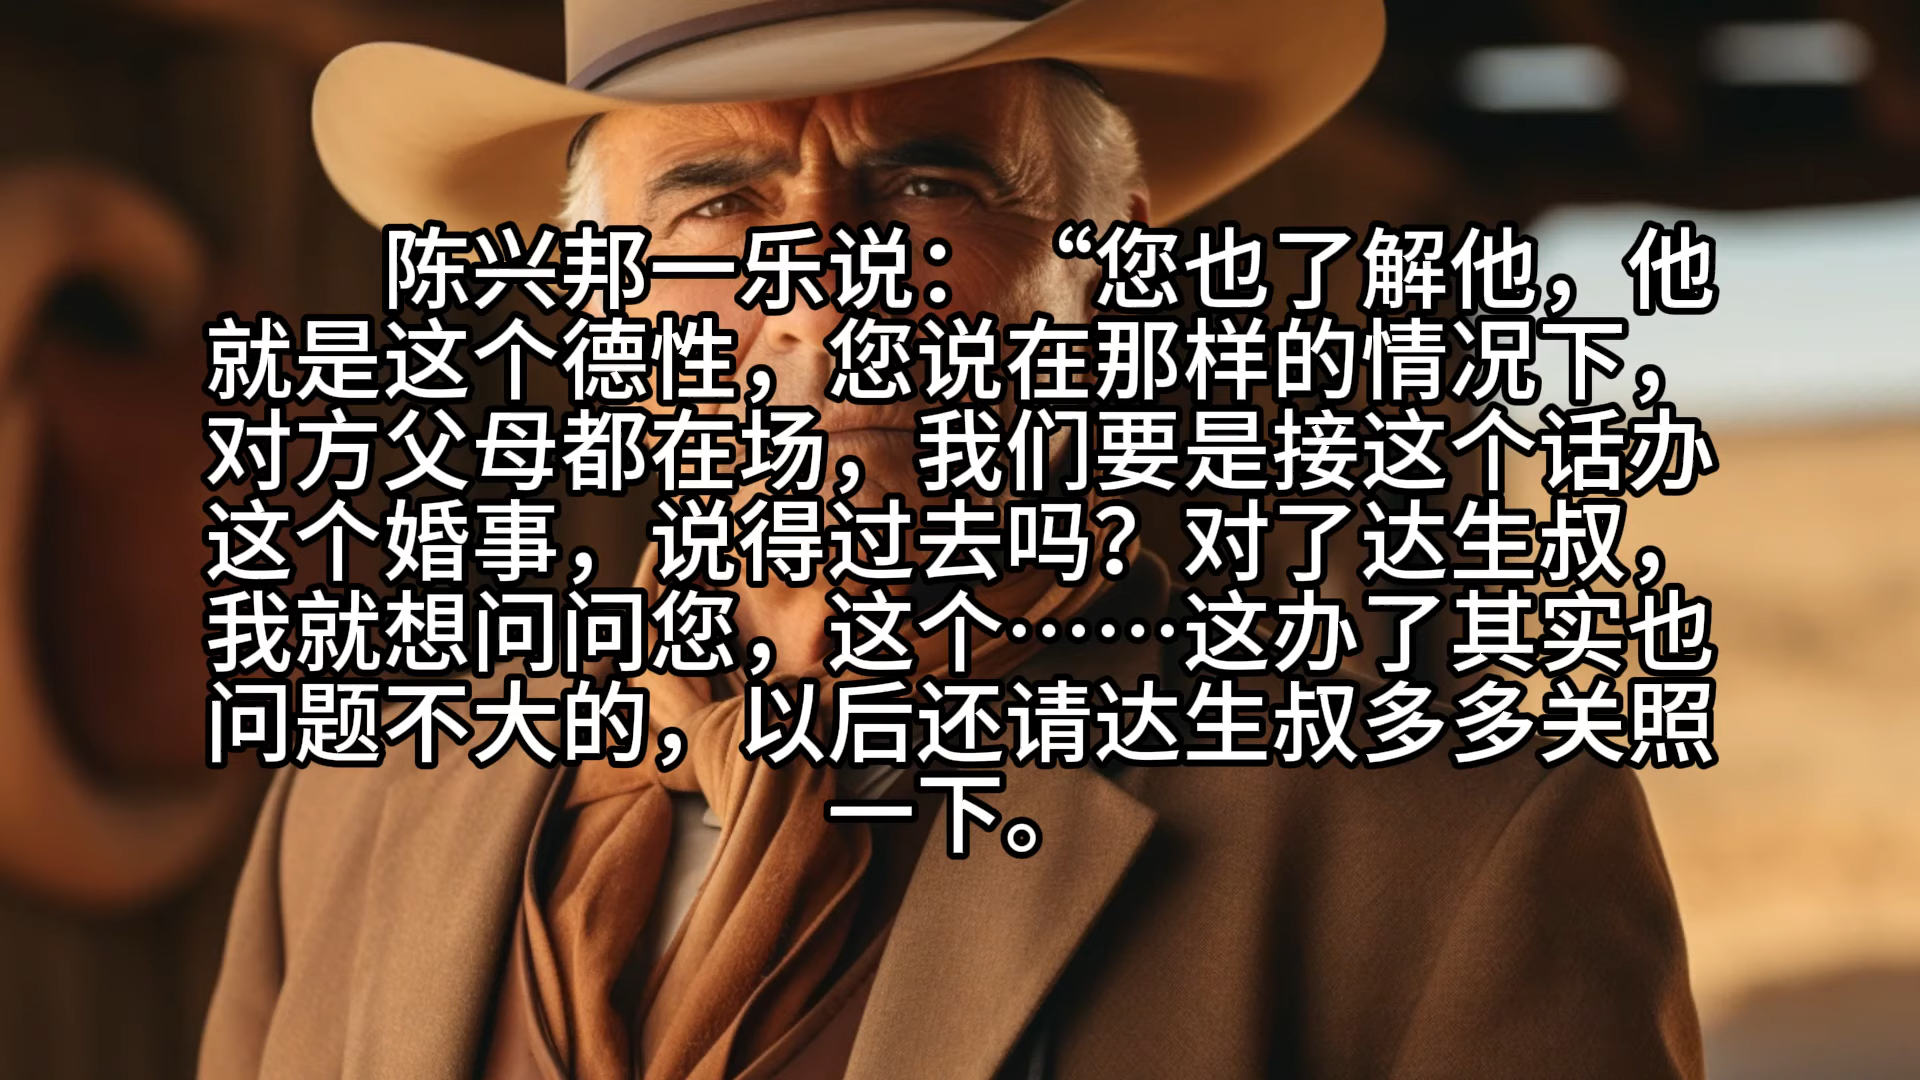 陈兴邦一乐说：“您也了解他，他
就是这个德性，您说在那样的情况下，
对方父母都在场，我们要是接这个话办
这个婚事，说得过去吗？对了达生叔，
我就想问问您，这个……这办了其实也
问题不大的，以后还请达生叔多多关照
一下。